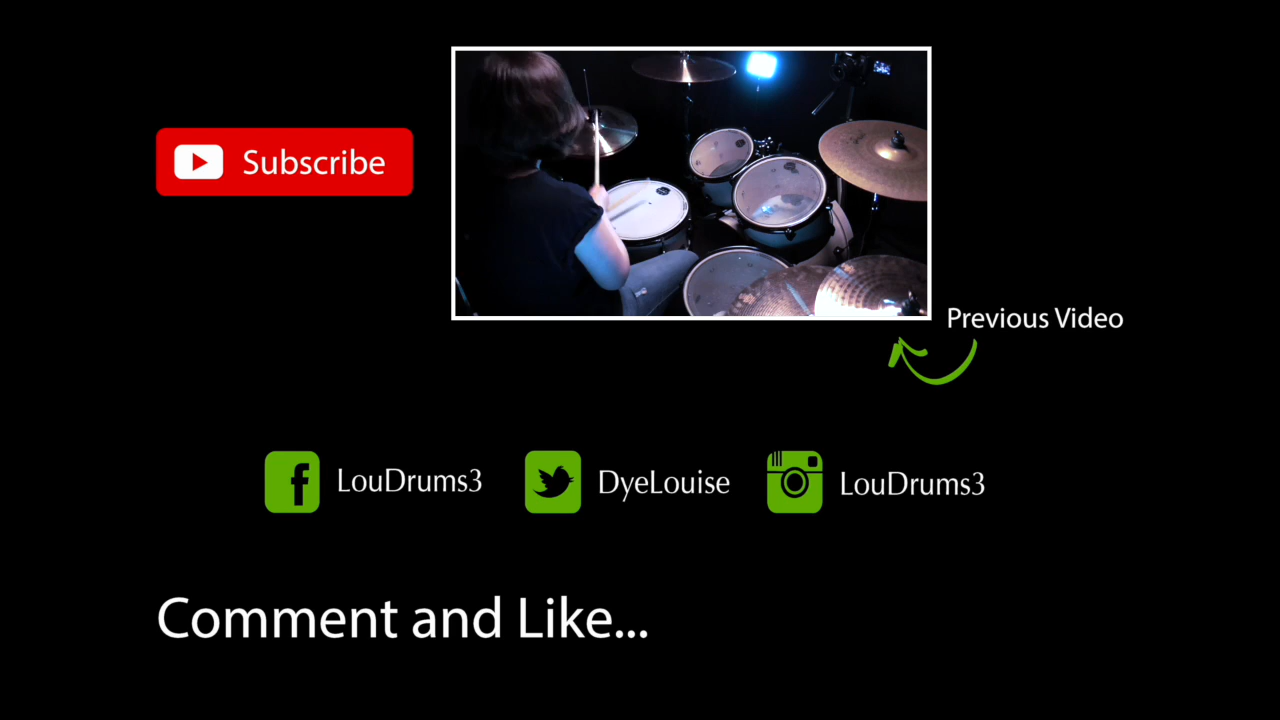 Subscribe
Previous Video
LouDrums3
DyeLouise
LouDrums3
Comment and Like...